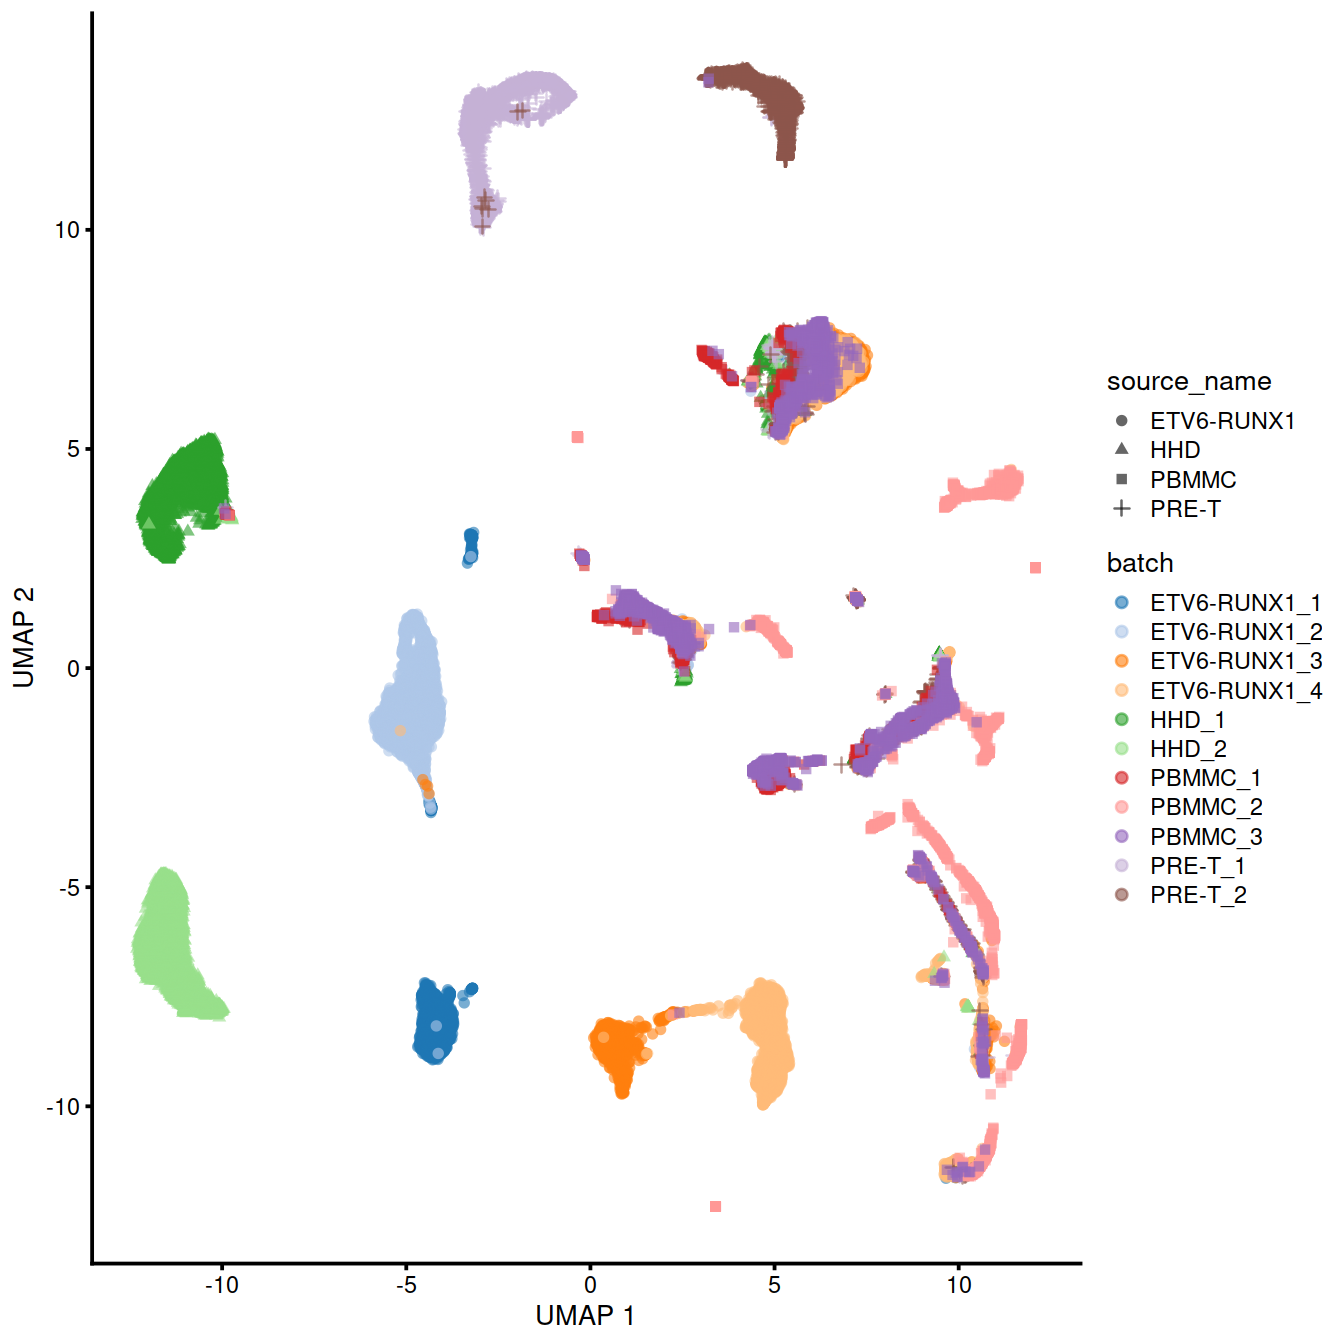 10
5
0
-5
-10
-10
-5
0
5
10
UMAP 1
UMAP 2
source_name
ETV6-RUNX1
HHD
PBMMC
PRE-T
batch
ETV6-RUNX1_1
ETV6-RUNX1_2
ETV6-RUNX1_3
ETV6-RUNX1_4
HHD_1
HHD_2
PBMMC_1
PBMMC_2
PBMMC_3
PRE-T_1
PRE-T_2